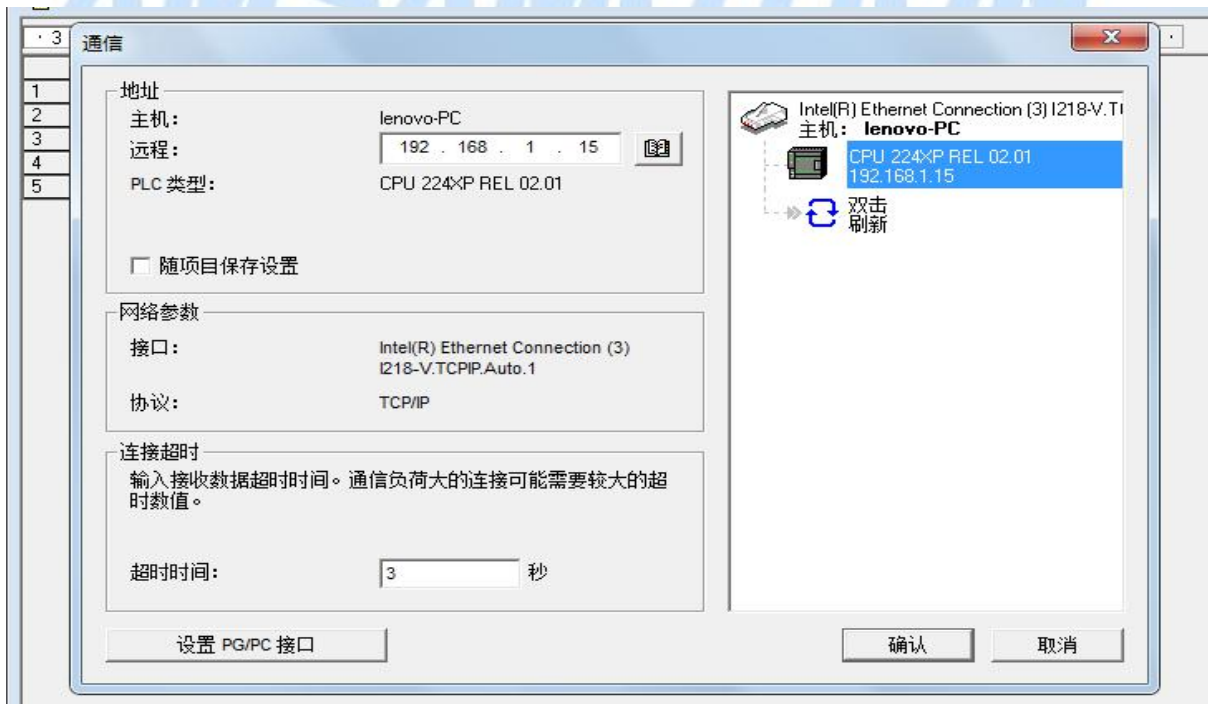 · 3
通信
·
1
2
3
4
5
地址
主机：
lenovo-PC
远程：
192 . 168 . 1 . 15
PLC 类型：
CPU 224XP REL 02.01
随项目保存设置
网络参数
接口：
Intel(R) Ethernet Connection (3)
I218-V.TCPIP.Auto.1
协议：
TCP/IP
连接超时
输入接收数据超时时间。通信负荷大的连接可能需要较大的超
时数值。
超时时间：
3
秒
设置 PG/PC 接口
Intel(R) Ethernet Connection (3) I218-V.T
主机： lenovo-PC
CPU 224XP REL 02.01
192.168.1.15
双击
刷新
确认
取消